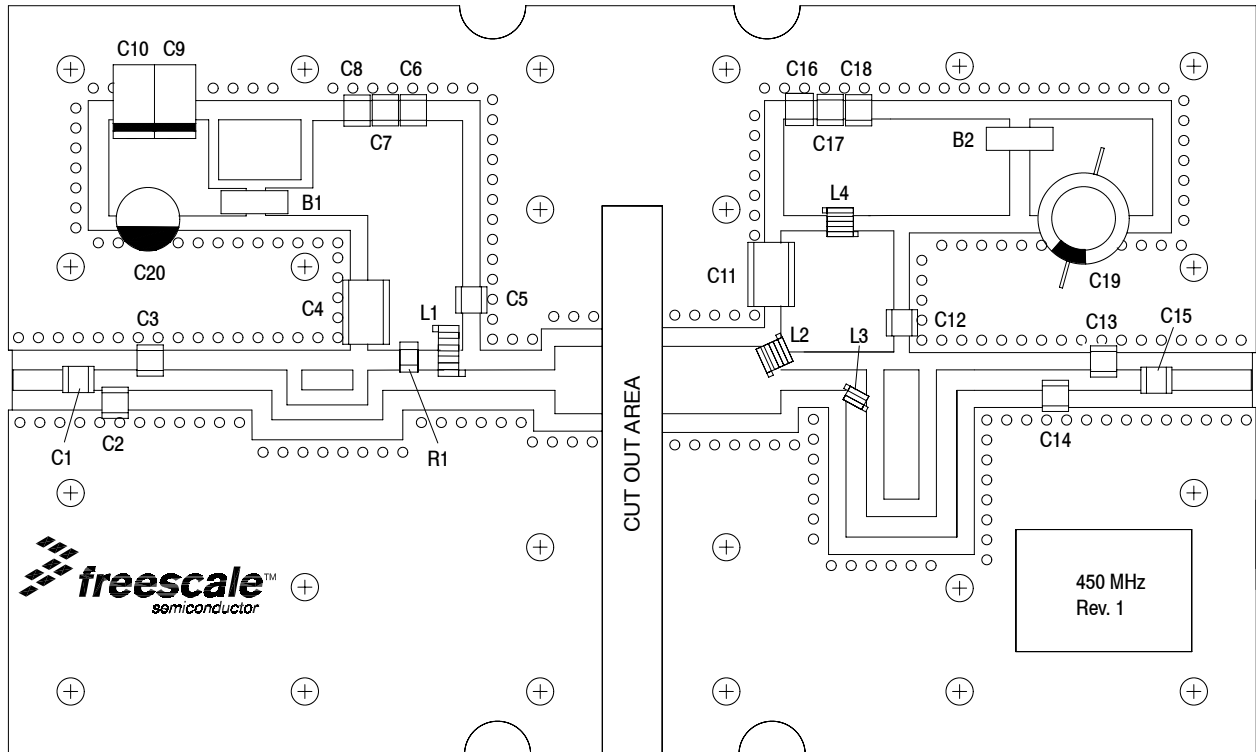 C10 C9
C8 C6
C16 C18
C7
C17
B2
B1
L4
C20
C11
C19
C4
C5
C3
L1
C12
C13
C15
L2
L3
C2
C1
R1
C14
CUT OUT AREA
freescale™
semiconductor
450 MHz
Rev. 1